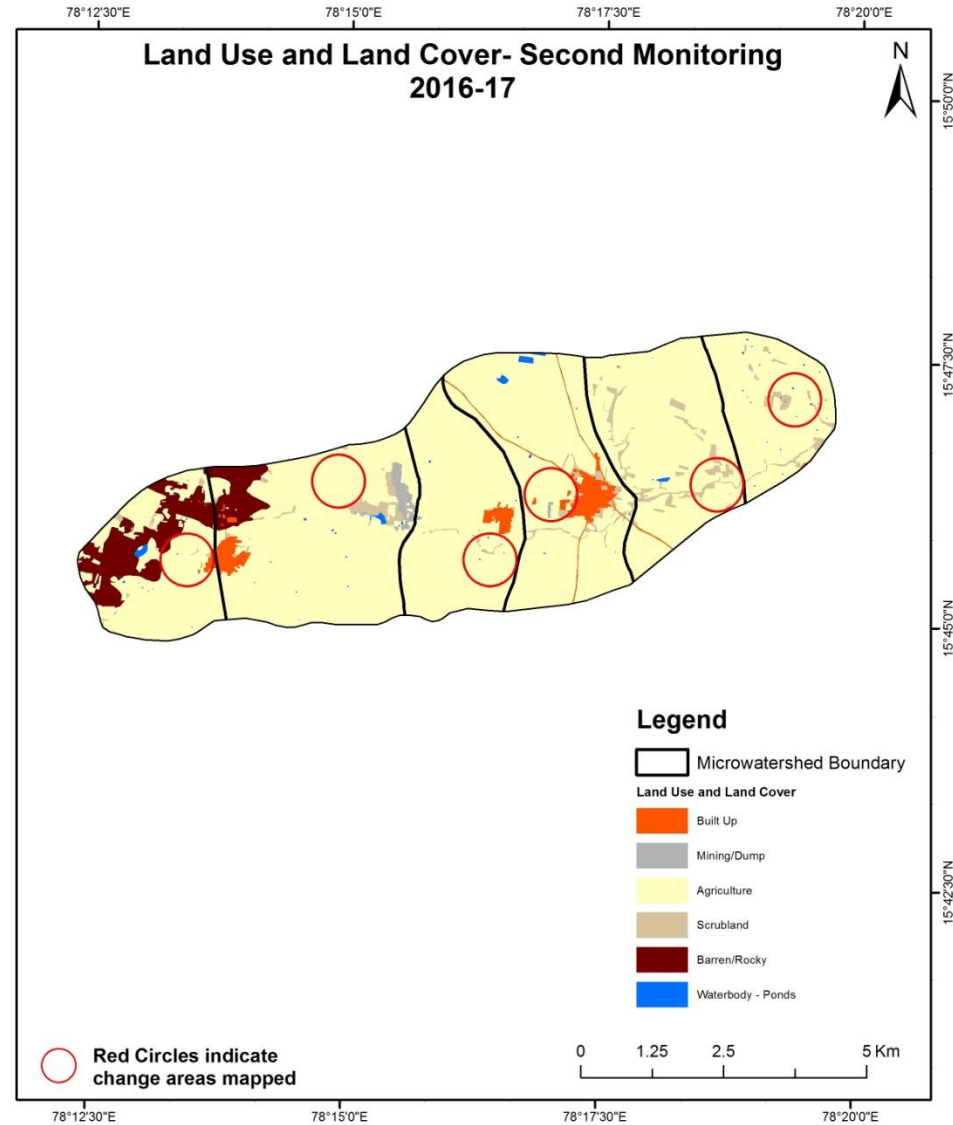 78°12'30"E 78°15'0"E 78°17'30"E 78°20'0"E
Land Use and Land Cover- Second Monitoring
2016-17
N
15°50'0"N
15°47'30"N
15°45'0"N
15°42'30"N
Legend
Microwatershed Boundary
Land Use and Land Cover
Built Up
Mining/Dump
Agriculture
Scrubland
Barren/Rocky
Waterbody - Ponds
Red Circles indicate
change areas mapped
0 1.25 2.5 5 Km
78°12'30"E 78°15'0"E 78°17'30"E 78°20'0"E